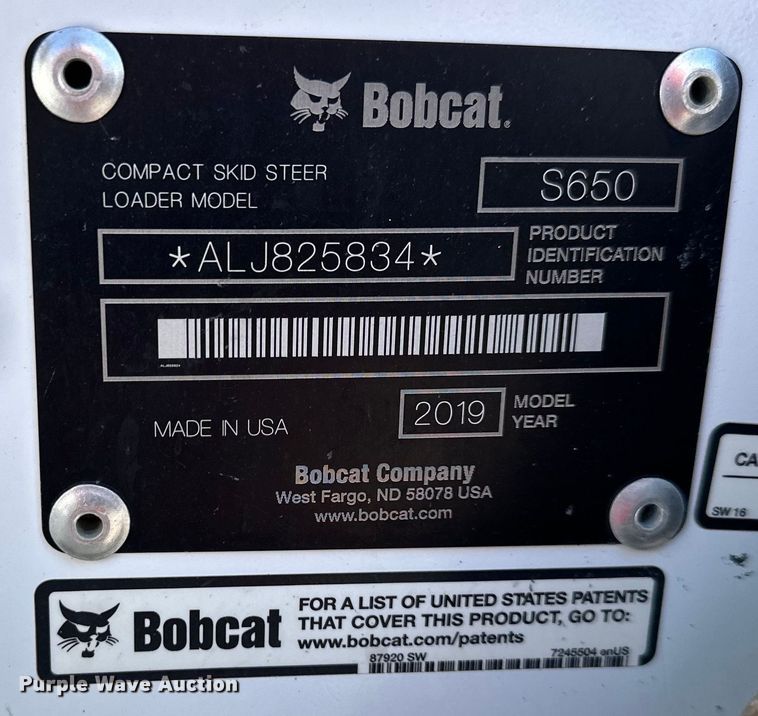 Bobcat.
COMPACT SKID STEER
LOADER MODEL
S650
*ALJ825834*
PRODUCT
IDENTIFICATION
NUMBER
ALJ825834
MADE IN USA
2019
MODEL
YEAR
Bobcat Company
West Fargo, ND 58078 USA
www.bobcat.com
CA
SW 16
Bobcat
FOR A LIST OF UNITED STATES PATENTS
THAT COVER THIS PRODUCT, GO TO:
www.bobcat.com/patents
87920 SW
7245504 enUS
Purple Wave Auction